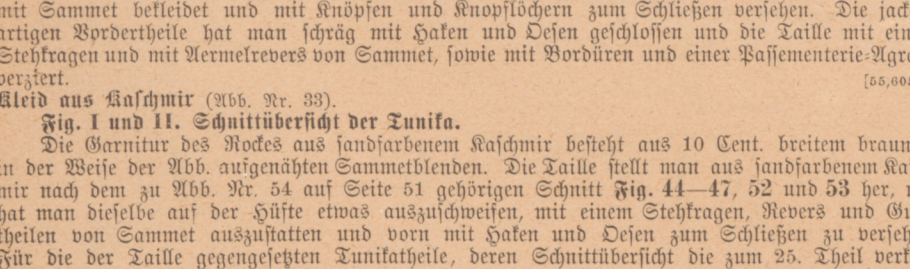 mit Sammet bekleidet und mit Knöpfen und Knopflöchern zum Schließen versehen. Die jack
artigen Vordertheile hat man schräg mit Haken und Oesen geschlossen und die Taille mit ein
Stehkragen und mit Aermelrevers von Sammet, sowie mit Bordüren und einer Passementerie-Agra
verziert. [55,605
Kleid aus Kaschmir (Abb. Nr. 33).
Fig. I und II. Schnittübersicht der Tunika.
Die Garnitur des Rockes aus sandfarbenem Kaschmir besteht aus 10 Cent. breitem braun
in der Weise der Abb. aufgenähten Sammetblenden. Die Taille stellt man aus sandfarbenem Ka
mir nach dem zu Abb. Nr. 54 auf Seite 51 gehörigen Schnitt Fig. 44—47, 52 und 53 her,
hat man dieselbe auf der Hüfte etwas auszuschweifen, mit einem Stehkragen, Revers und Gü
theilen von Sammet auszustatten und vorn mit Haken und Oesen zum Schließen zu verseh
Für die der Taille gegengesetzten Tunikatheile, deren Schnittübersicht die zum 25. Theil verk